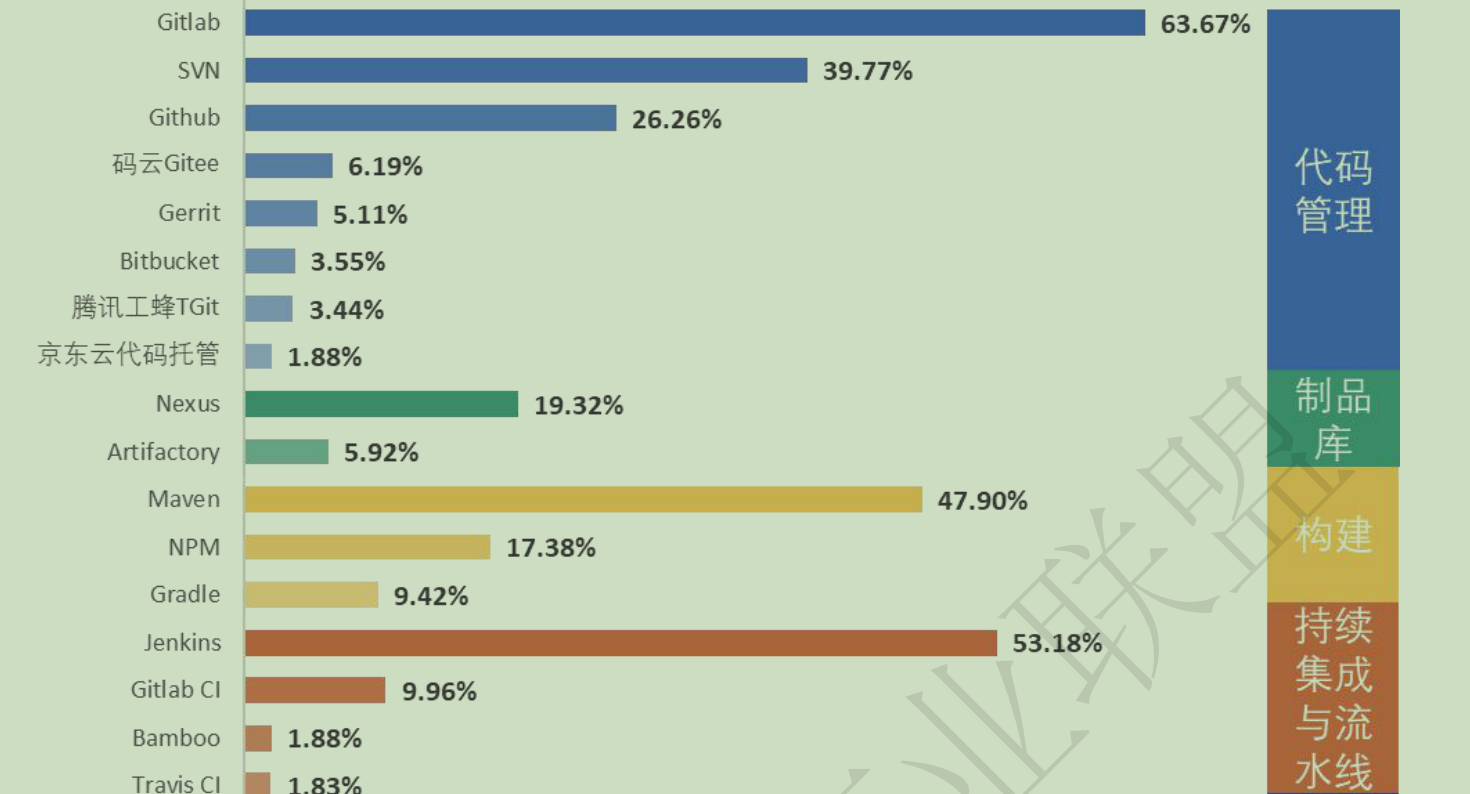 Gitlab 63.67%
SVN 39.77%
Github 26.26%
码云Gitee 6.19%
Gerrit 5.11%
Bitbucket 3.55%
腾讯工蜂TGit 3.44%
京东云代码托管 1.88%
代码
管理
Nexus 19.32%
Artifactory 5.92%
制品
库
Maven 47.90%
NPM 17.38%
Gradle 9.42%
构建
Jenkins 53.18%
Gitlab CI 9.96%
Bamboo 1.88%
Travis CI 1.83%
持续
集成
与流
水线
业联盟